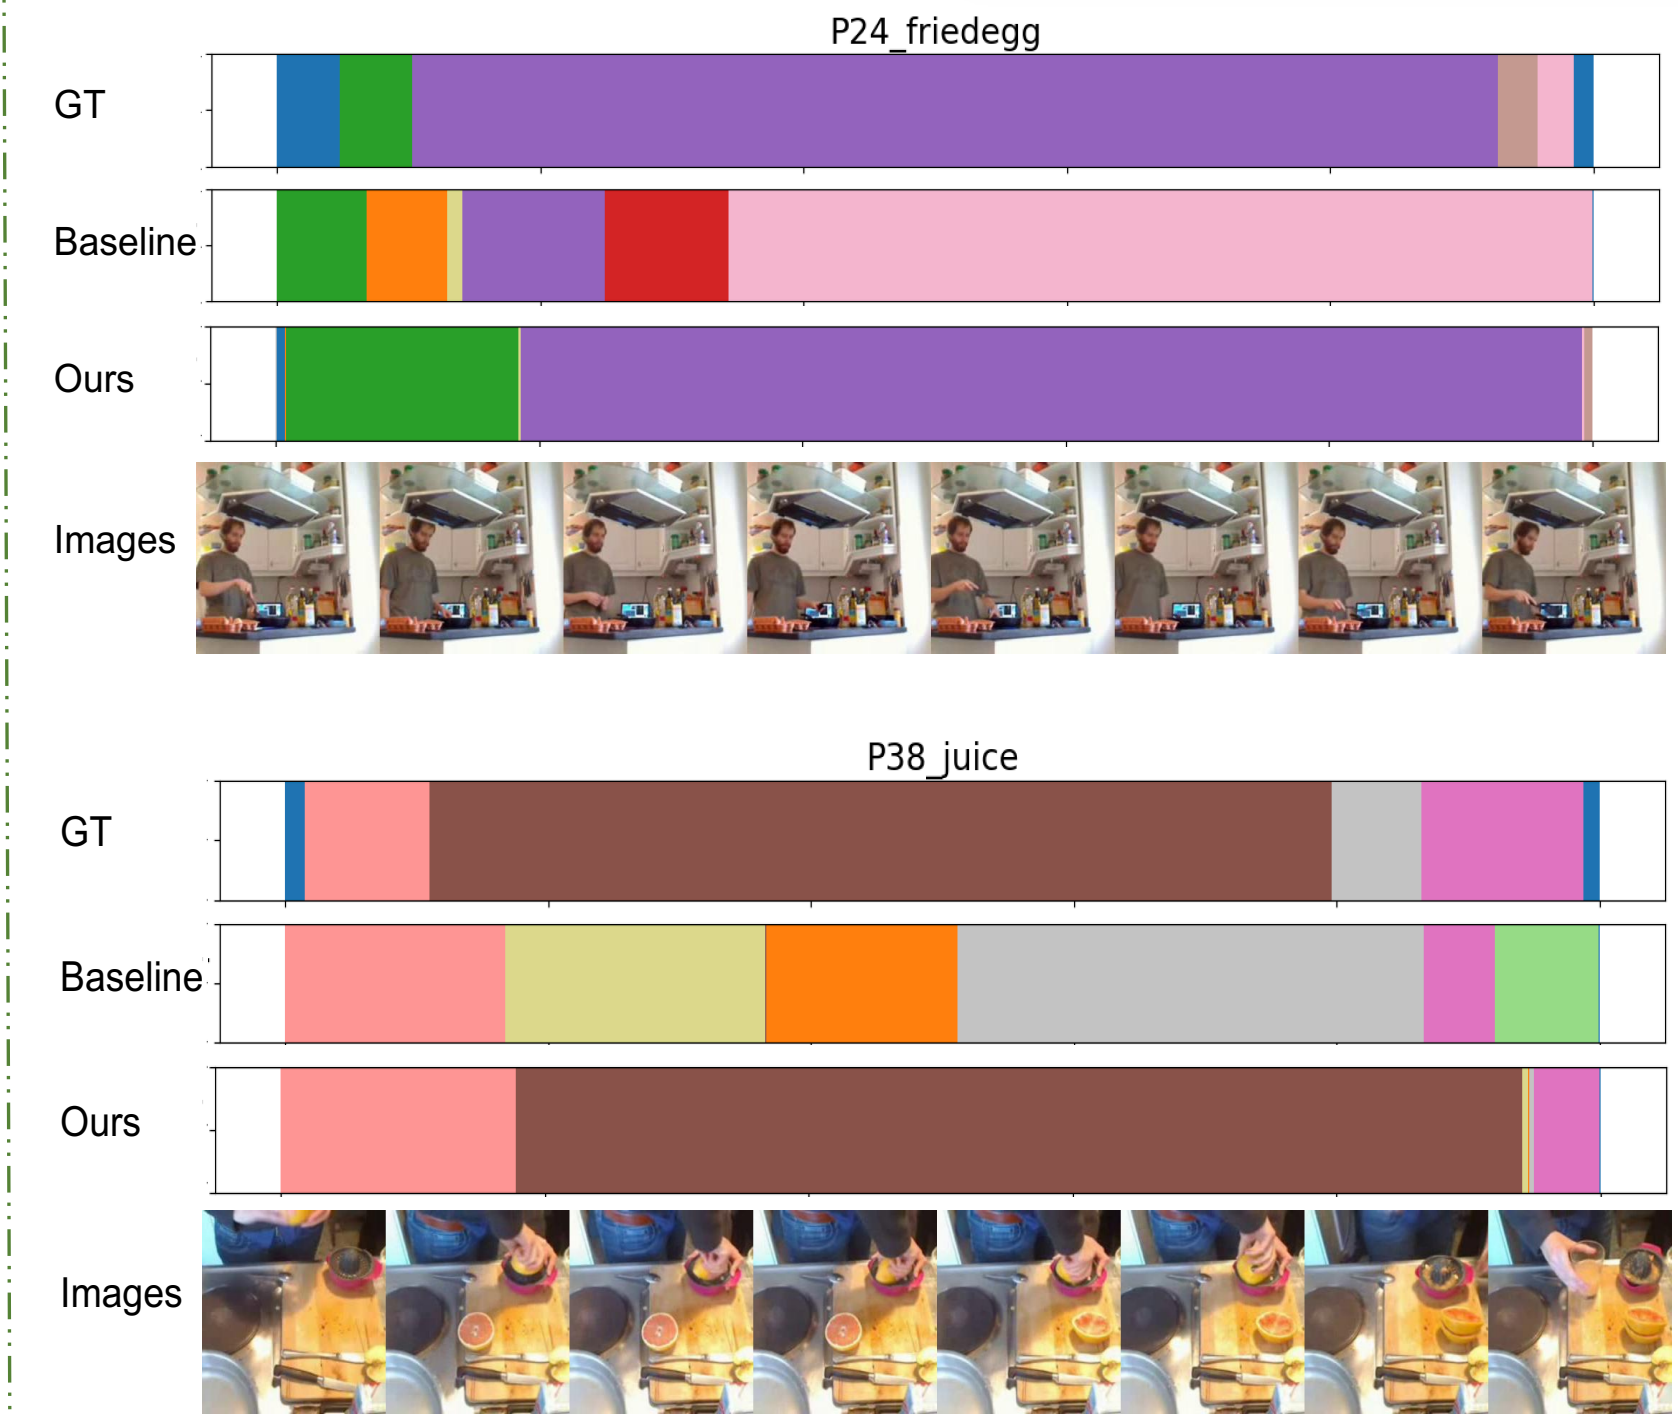 P24_friedegg
GT
Baseline
Ours
Images
P38_juice
GT
Baseline
Ours
Images